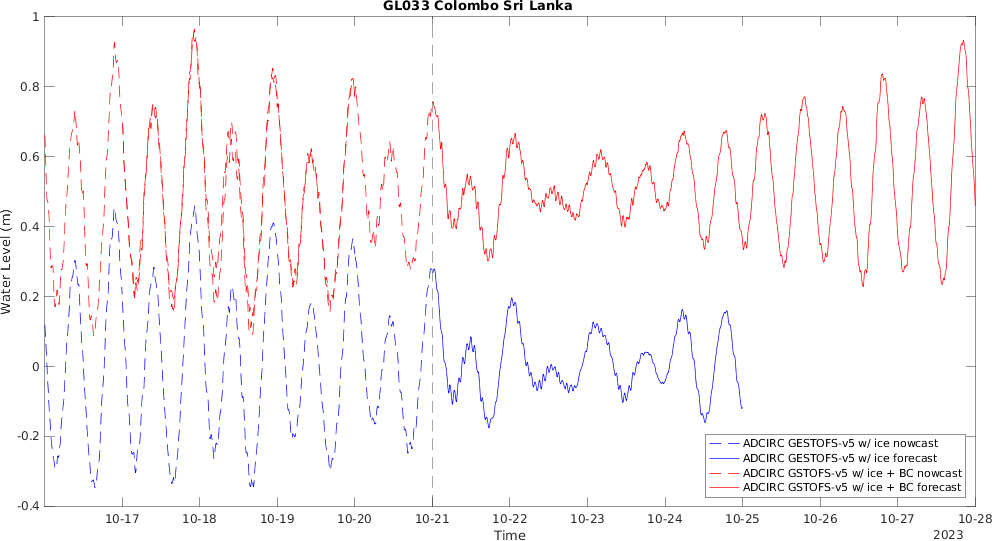 GL033 Colombo Sri Lanka
1
0.8
0.6
0.4
0.2
0
-0.2
-0.4
Water Level (m)
ADCIRC GESTOFS-v5 w/ ice nowcast
ADCIRC GESTOFS-v5 w/ ice forecast
ADCIRC GSTOFS-v5 w/ ice + BC nowcast
ADCIRC GSTOFS-v5 w/ ice + BC forecast
10-17 10-18 10-19 10-20 10-21 10-22 10-23 10-24 10-25 10-26 10-27 10-28
Time
2023